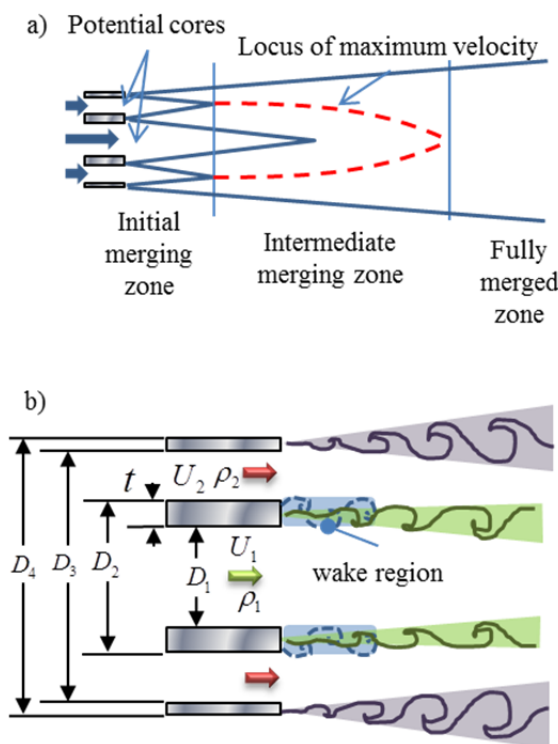 a)
Potential cores
Locus of maximum velocity
Initial
merging
zone
Intermediate
merging zone
Fully
merged
zone
b)
U₂ ρ₂
t
U₁
D₄ D₃ D₂ D₁
wake region
ρ₁